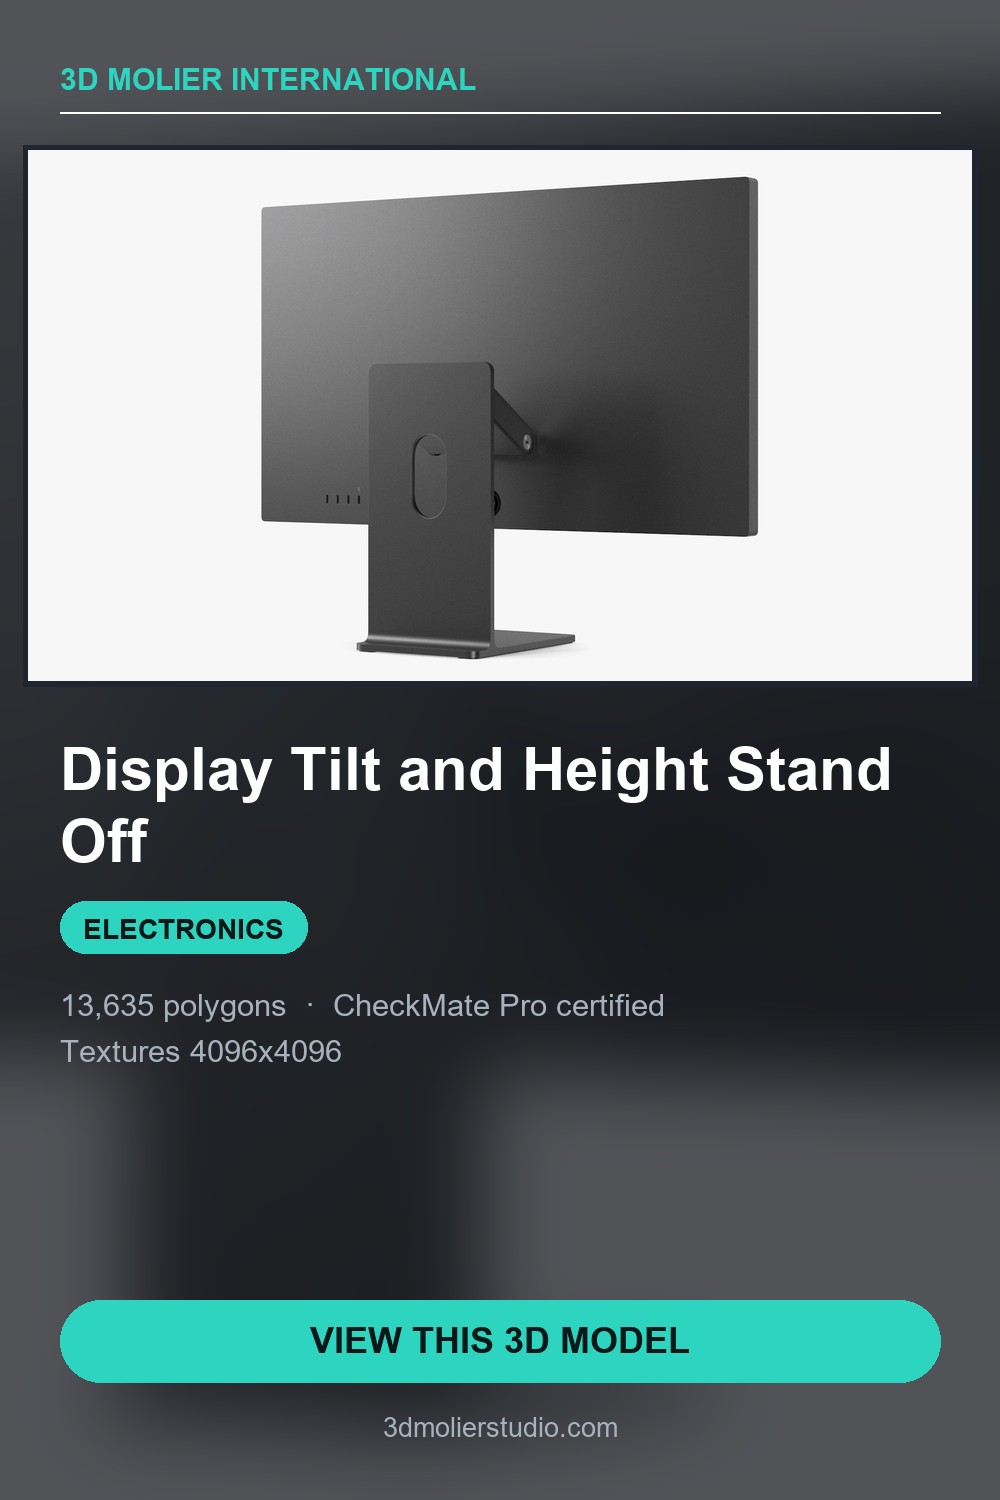 3D MOLIER INTERNATIONAL
Display Tilt and Height Stand
Off
ELECTRONICS
13,635 polygons · CheckMate Pro certified
Textures 4096x4096
VIEW THIS 3D MODEL
3dmolierstudio.com